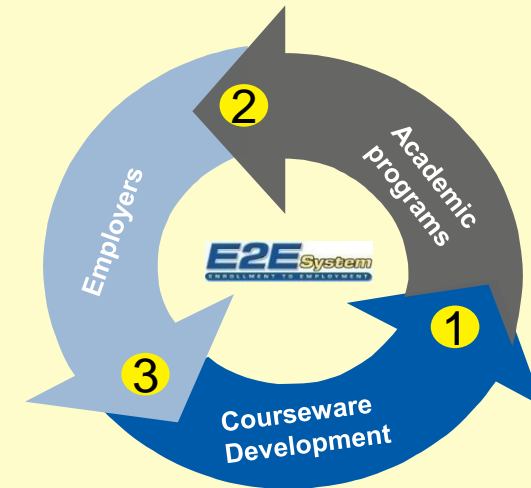 2
Academic
programs
Employers
E2E System
ENROLLMENT TO EMPLOYMENT
1
3
Courseware
Development